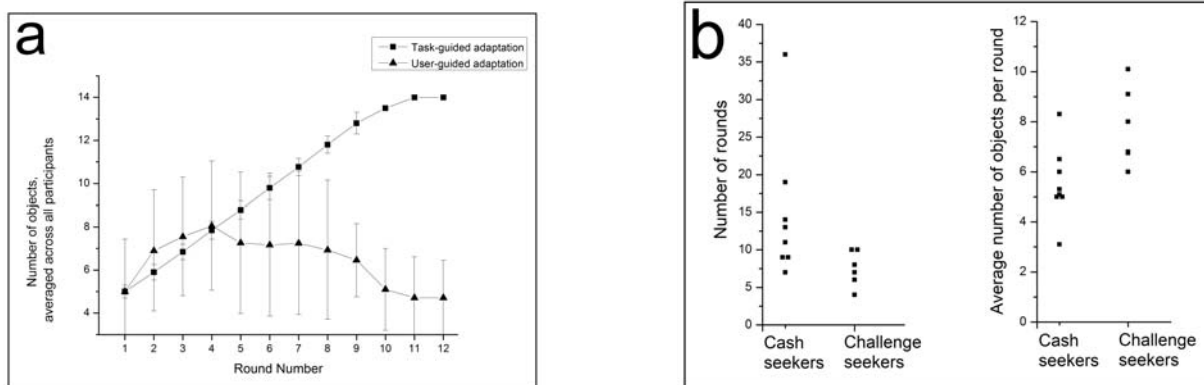 a
Task-guided adaptation
User-guided adaptation
Number of objects,
averaged across all participants
14
12
10
8
6
4
1 2 3 4 5 6 7 8 9 10 11 12
Round Number
b
Number of rounds
40
35
30
25
20
15
10
5
0
Cash
seekers
Challenge
seekers
Average number of objects per round
12
10
8
6
4
2
0
Cash
seekers
Challenge
seekers